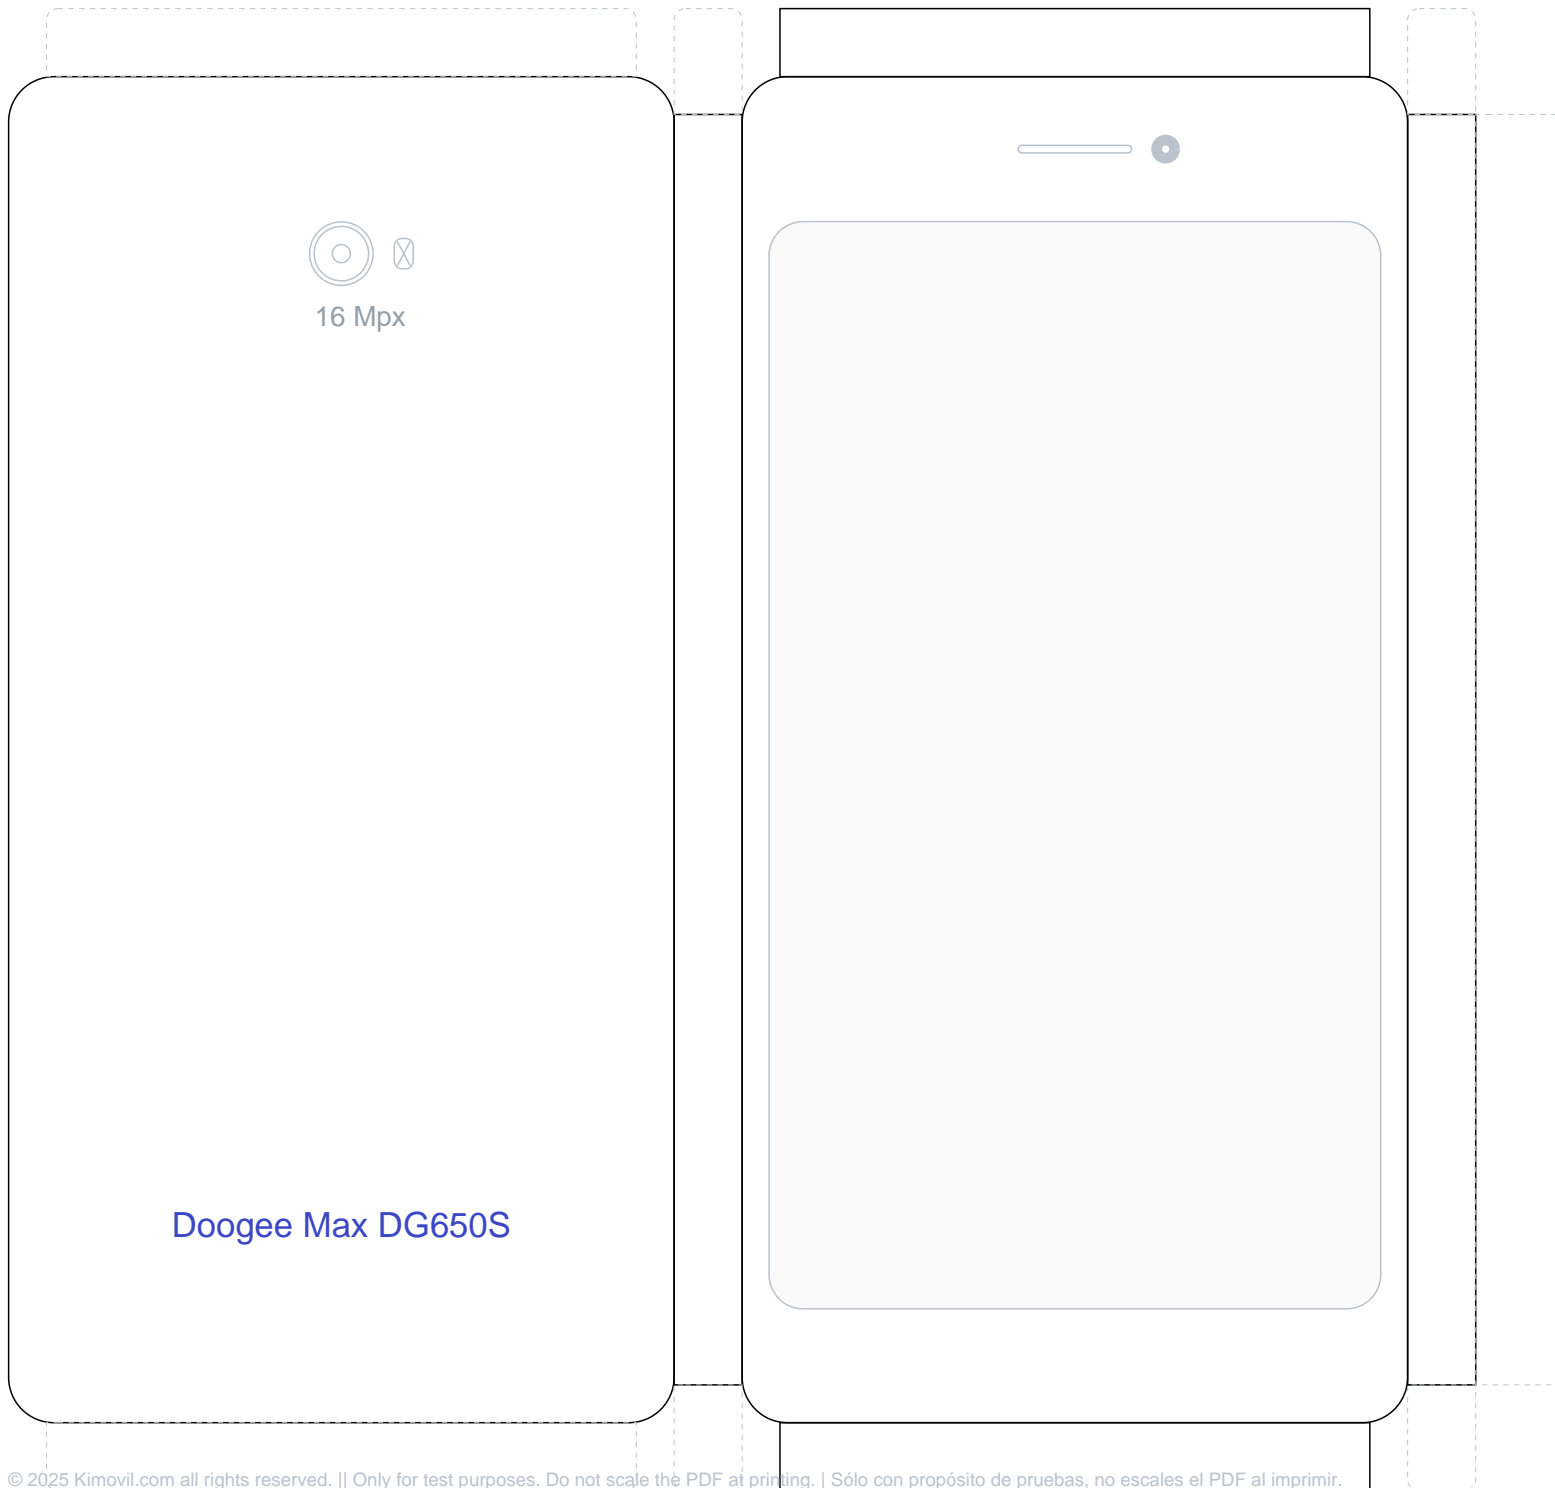 16 Mpx
Doogee Max DG650S
© 2025 Kimovil.com all rights reserved. || Only for test purposes. Do not scale the PDF at printing. | Sólo con propósito de pruebas, no escales el PDF al imprimir.